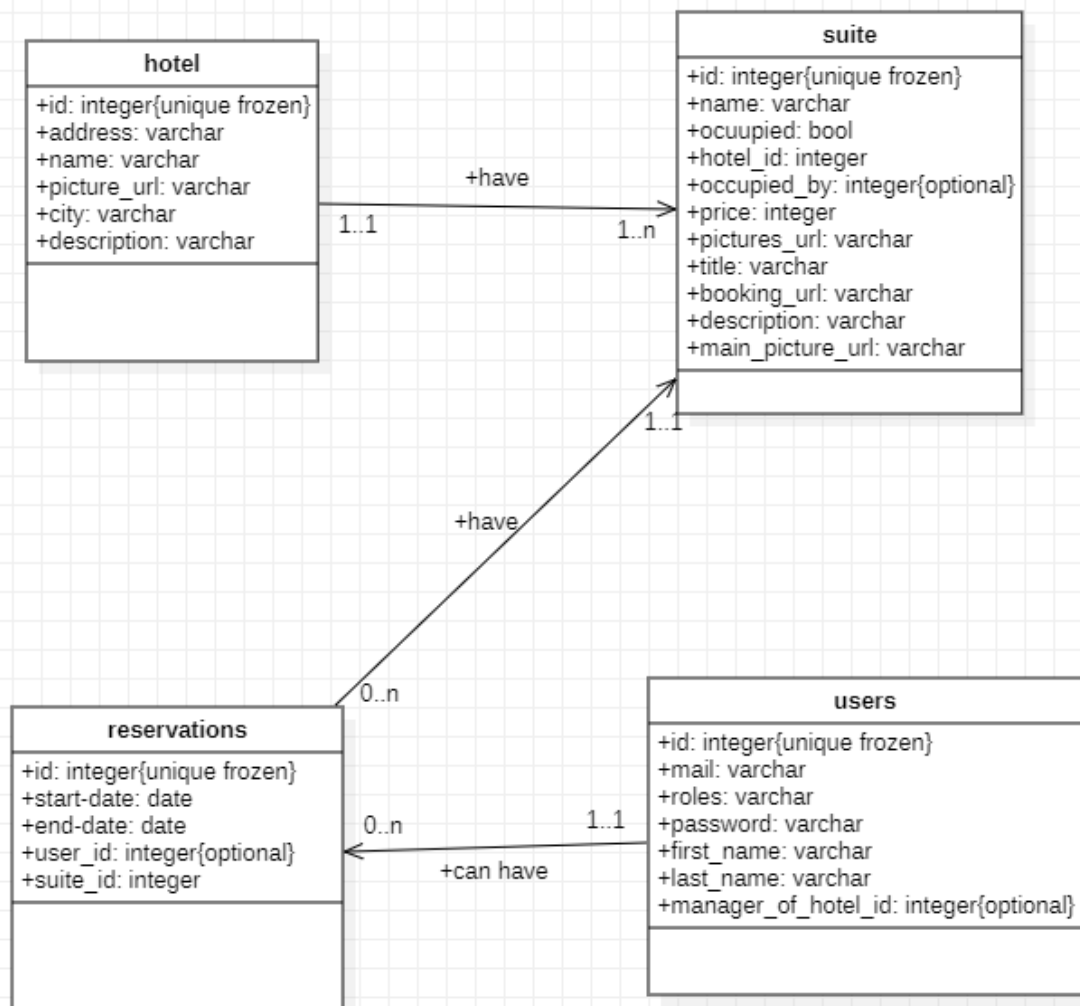 hotel
+id: integer{unique frozen}
+address: varchar
+name: varchar
+picture_url: varchar
+city: varchar
+description: varchar
+have
1..1
1..n
suite
+id: integer{unique frozen}
+name: varchar
+ocuupied: bool
+hotel_id: integer
+occupied_by: integer{optional}
+price: integer
+pictures_url: varchar
+title: varchar
+booking_url: varchar
+description: varchar
+main_picture_url: varchar
1..1
+have
0..n
reservations
+id: integer{unique frozen}
+start-date: date
+end-date: date
+user_id: integer{optional}
+suite_id: integer
0..n
1..1
+can have
users
+id: integer{unique frozen}
+mail: varchar
+roles: varchar
+password: varchar
+first_name: varchar
+last_name: varchar
+manager_of_hotel_id: integer{optional}